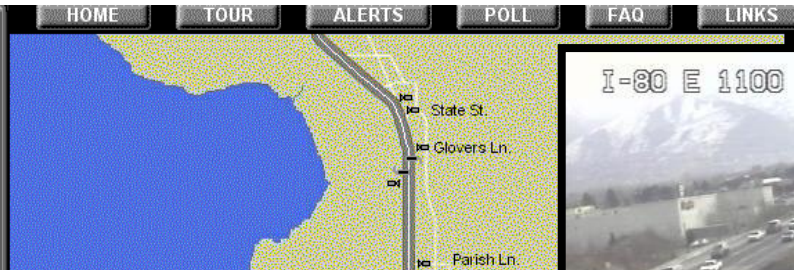 HOME TOUR ALERTS POLL FAQ LINKS
I-80 E 1100
State St.
Glovers Ln.
Parish Ln.